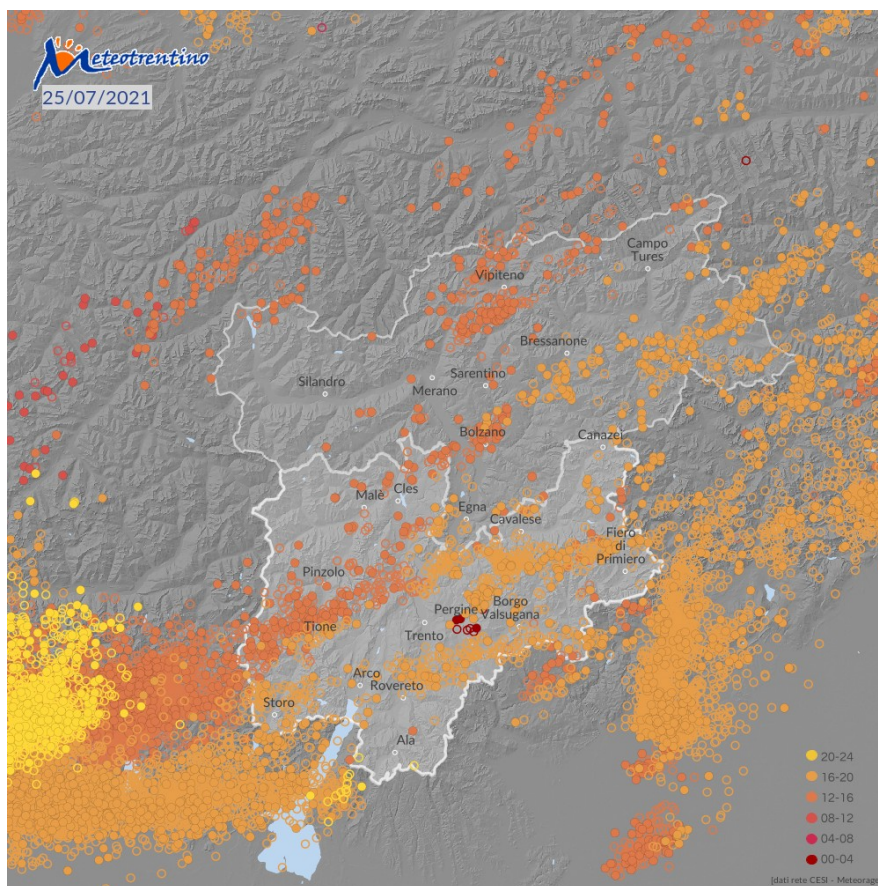 Meteotrentino
25/07/2021
Campo
Tures
Vipiteno
Bressanone
Silandro
Sarentino
Merano
Bolzano
Canazei
Malè
Cles
Egna
Cavalese
Fiero
di
Primiero
Pinzolo
Borgo
Valsugana
Pergine V
Tione
Trento
Arco
Rovereto
Storo
Ala
20-24
16-20
12-16
08-12
04-08
00-04
[dati rete CESI - Meteorage